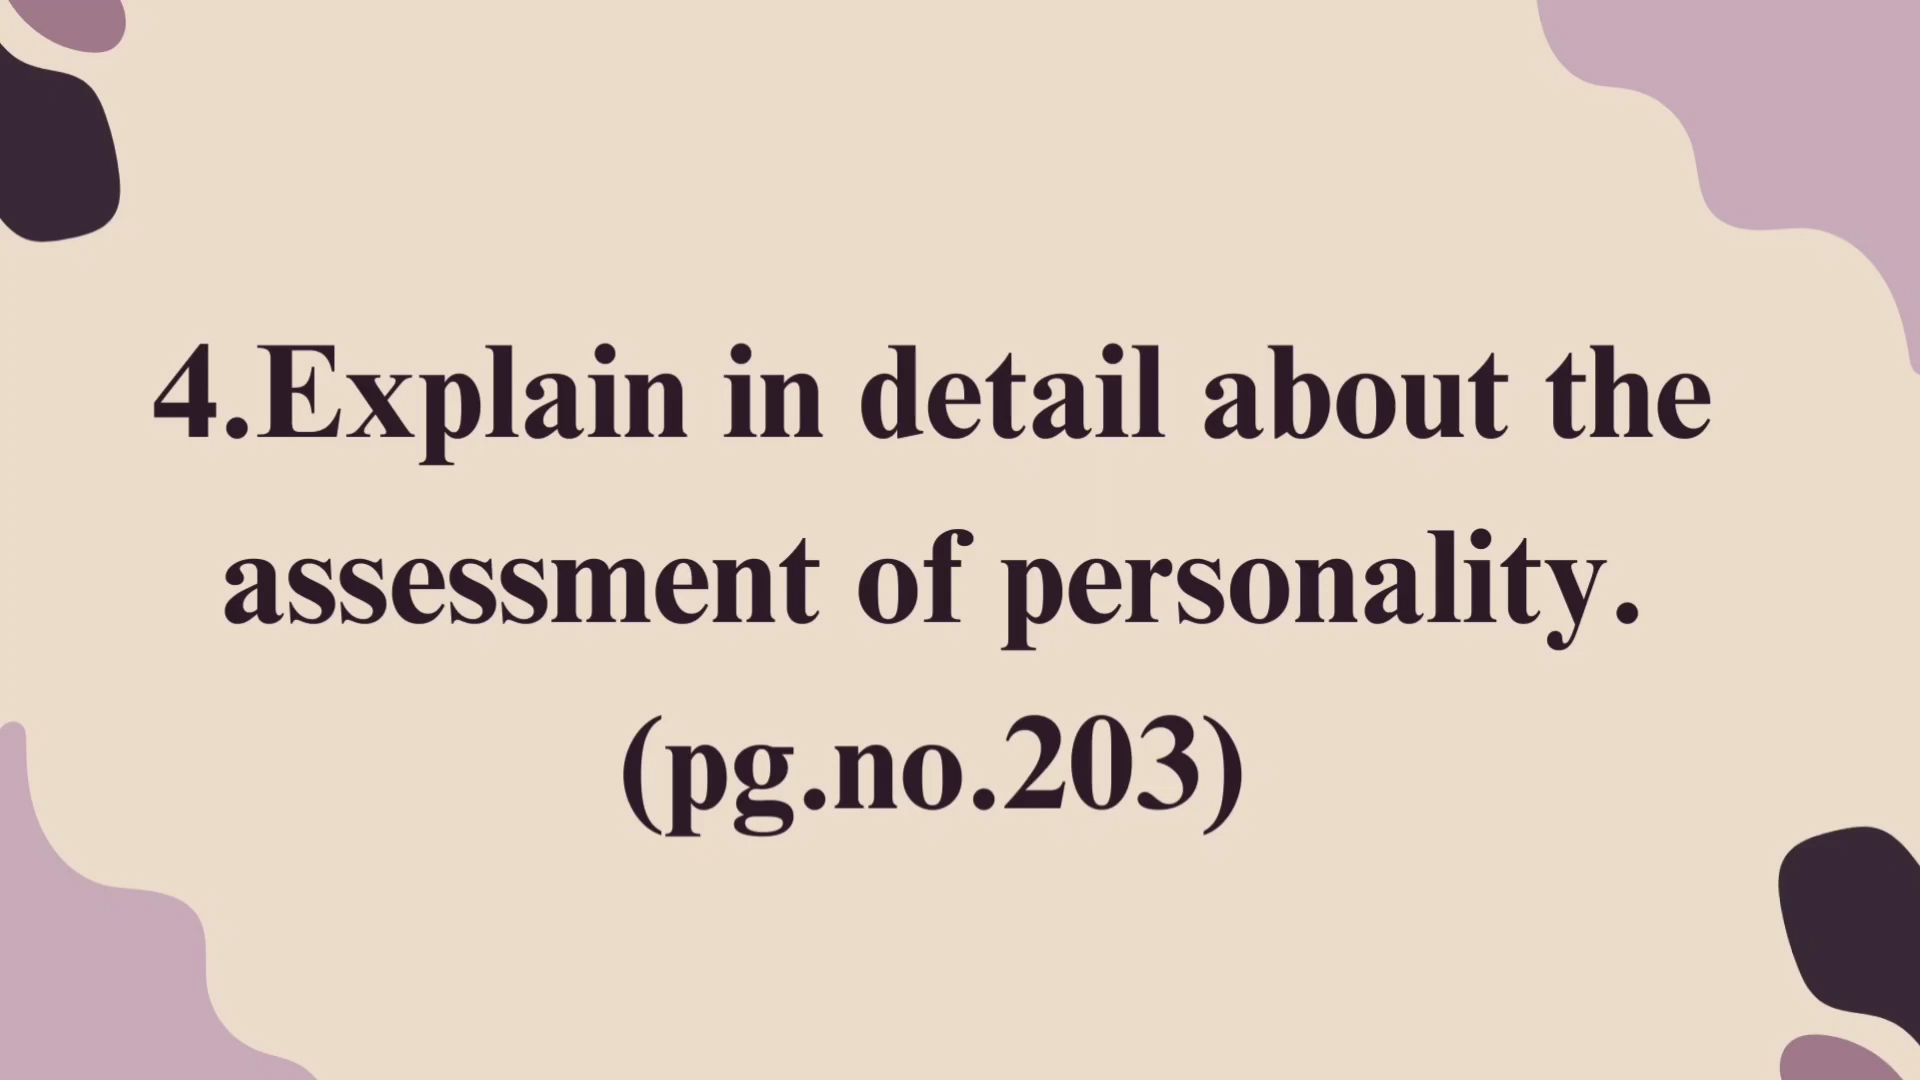 4.Explain in detail about the
assessment of personality.
(pg.no.203)